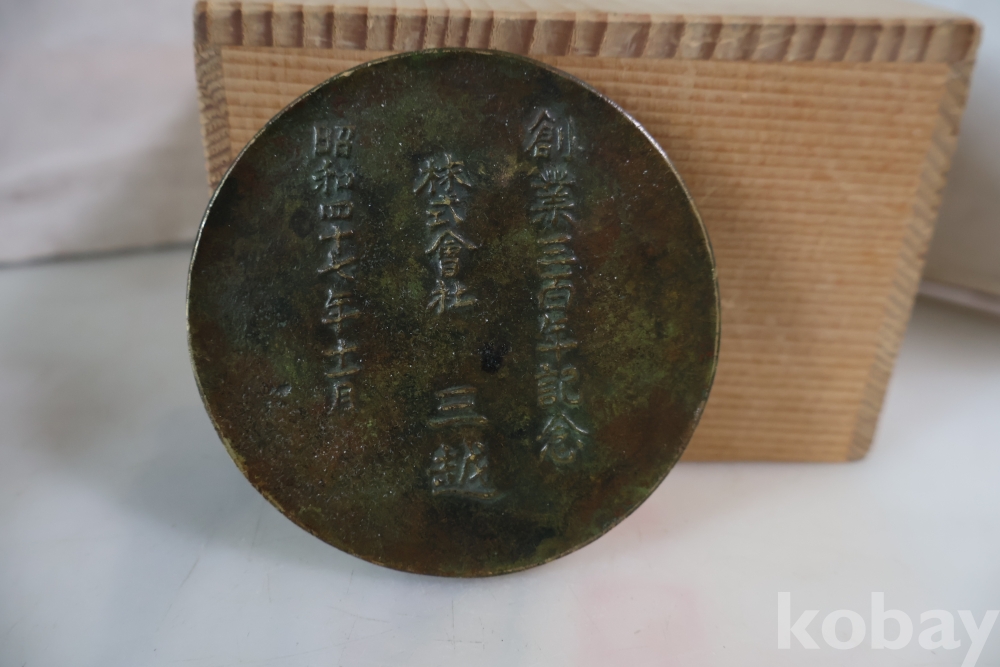 創業三百年記念
株式會社 三越
昭和四十七年十一月
kobay